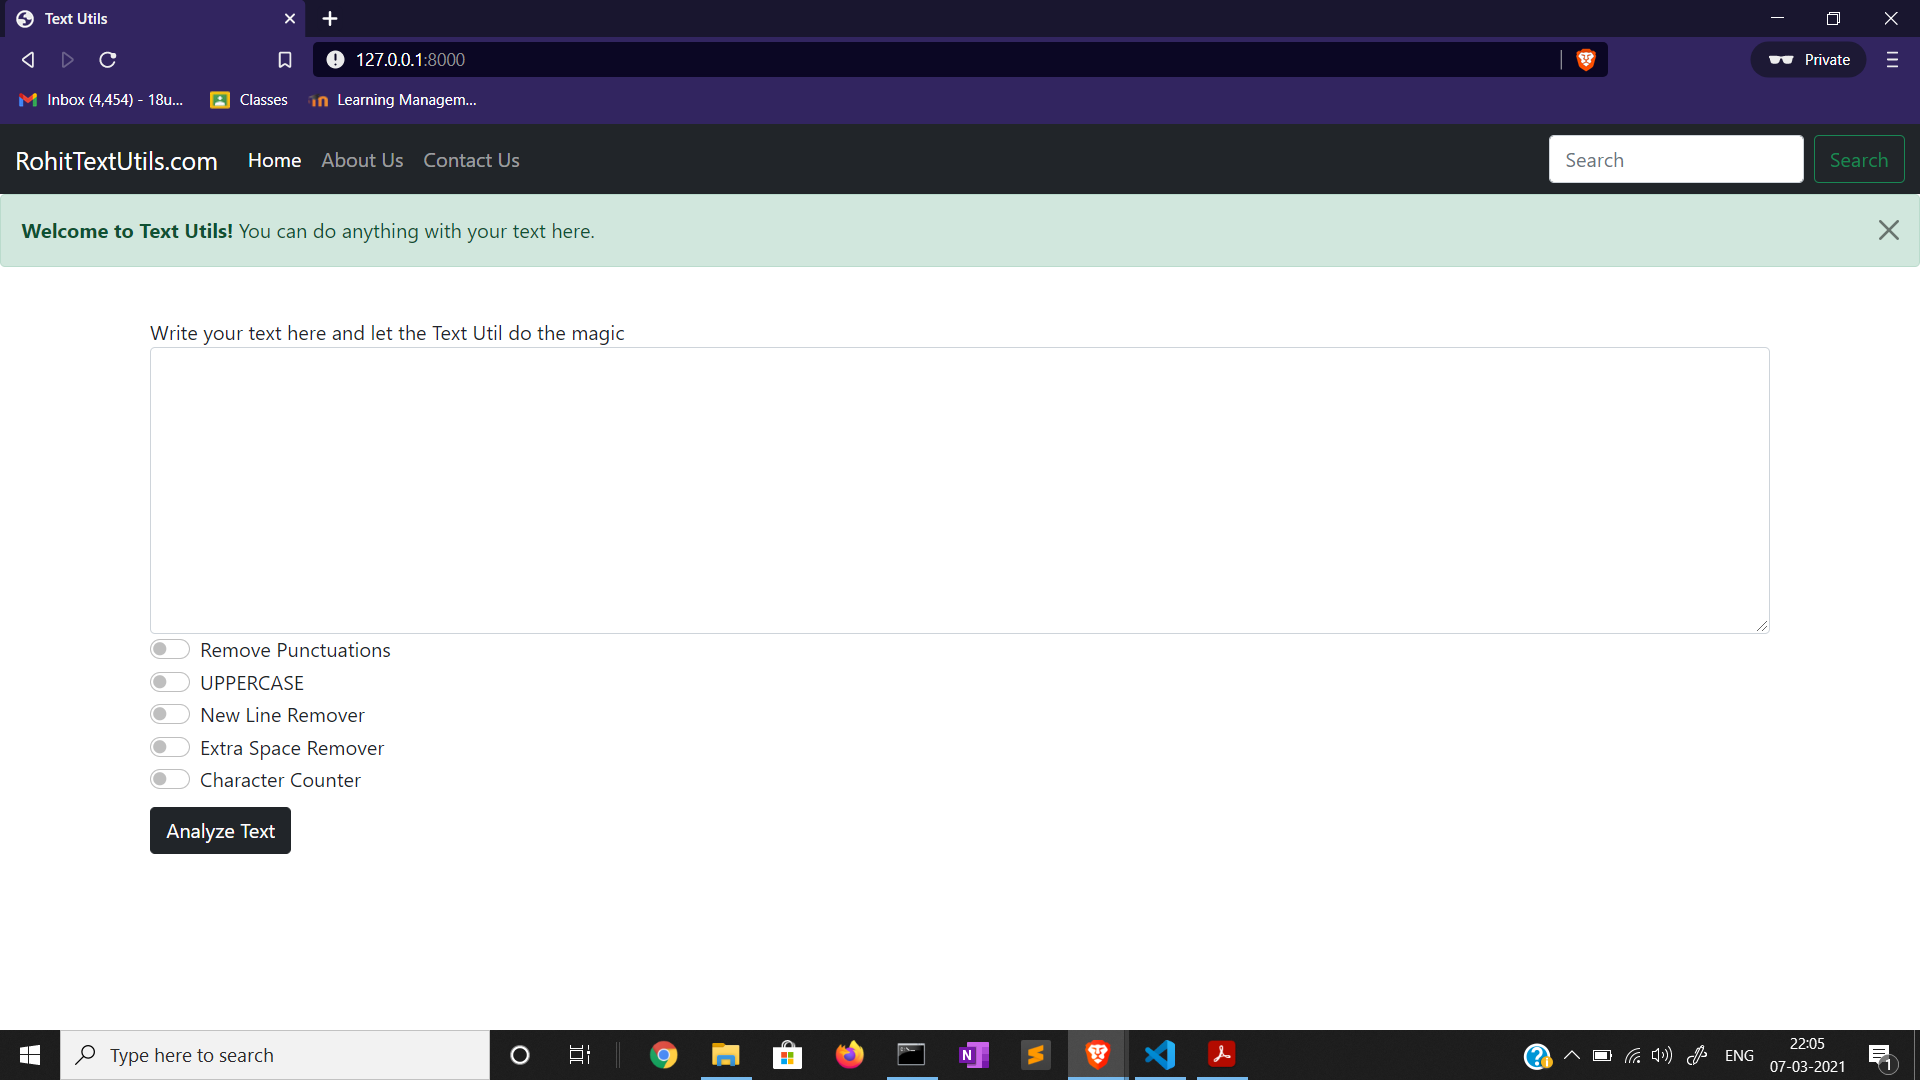 Text Utils
127.0.0.1:8000
Private
Inbox (4,454) - 18u...
Classes
Learning Managem...
RohitTextUtils.com
Home
About Us
Contact Us
Search
Search
Welcome to Text Utils! You can do anything with your text here.
Write your text here and let the Text Util do the magic
Remove Punctuations
UPPERCASE
New Line Remover
Extra Space Remover
Character Counter
Analyze Text
Type here to search
ENG
22:05
07-03-2021
1